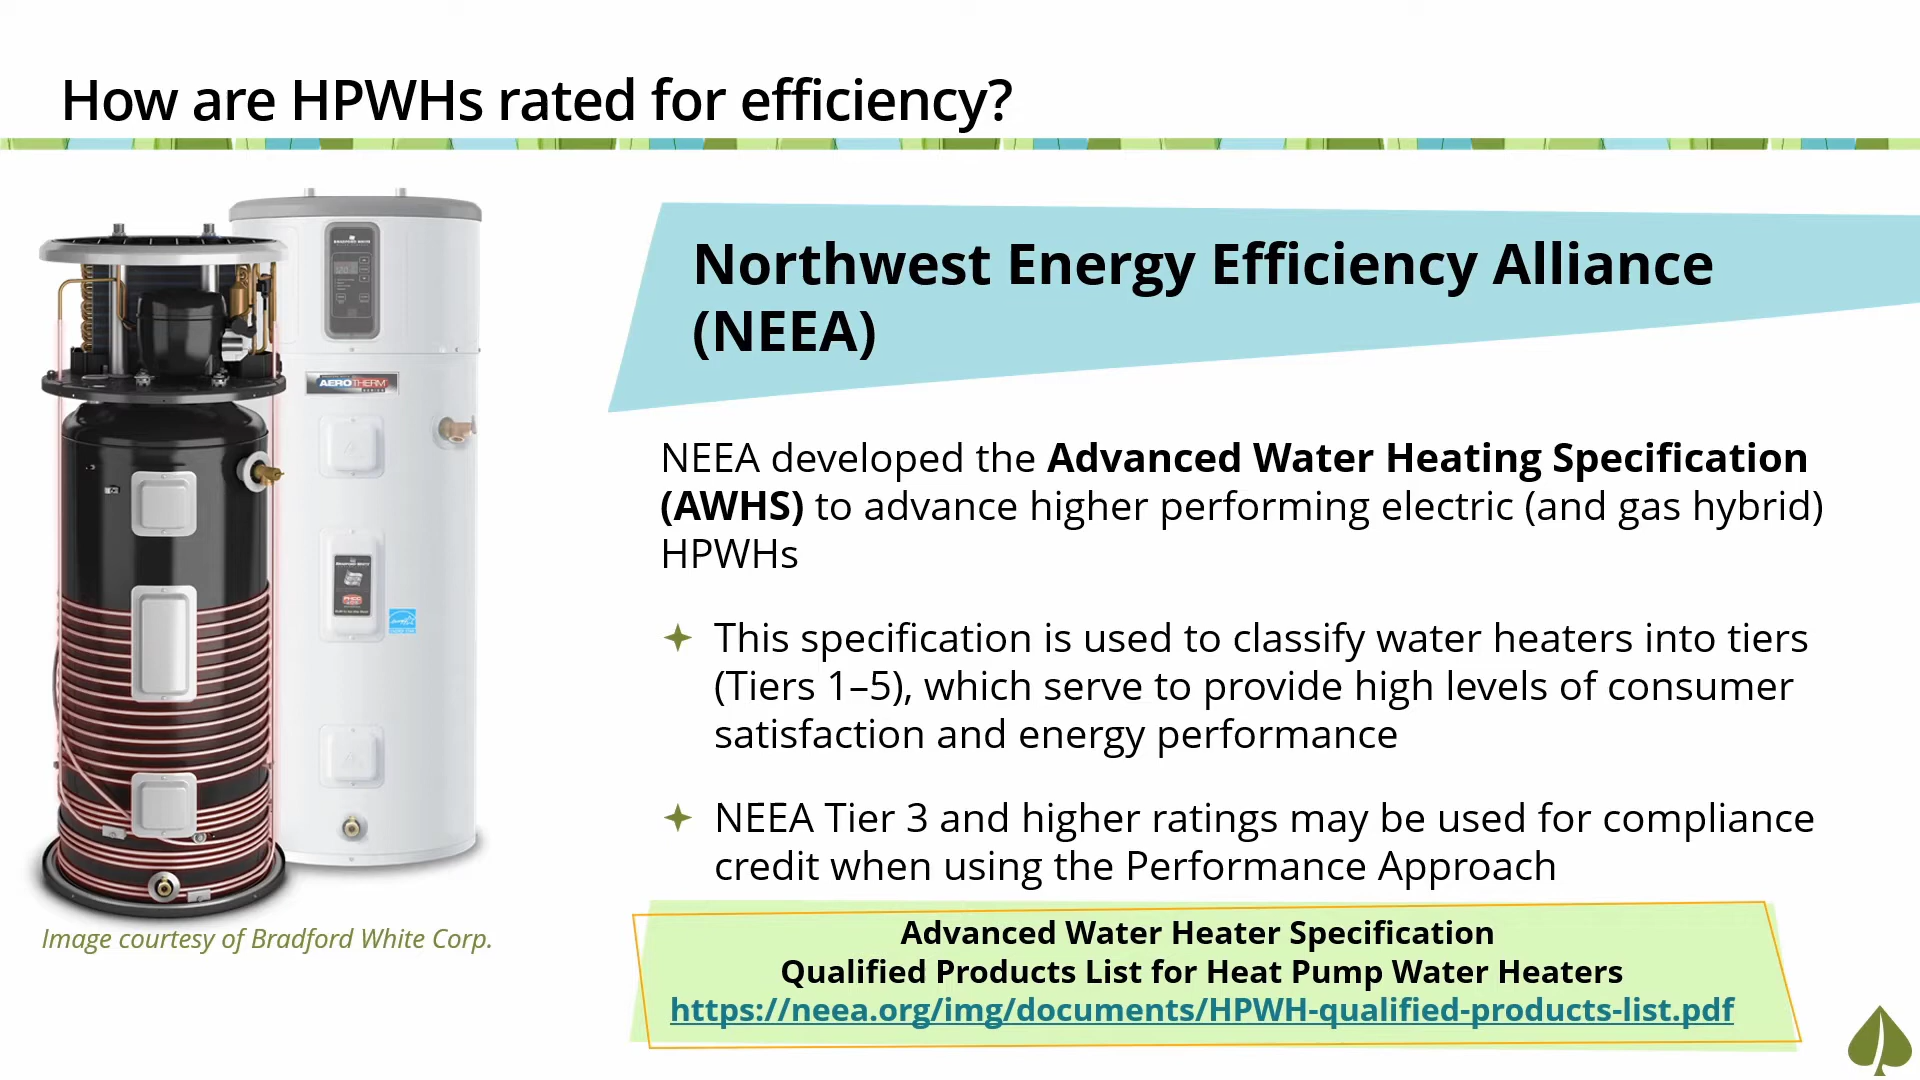 How are HPWHs rated for efficiency?
Northwest Energy Efficiency Alliance
(NEEA)
NEEA developed the Advanced Water Heating Specification
(AWHS) to advance higher performing electric (and gas hybrid)
HPWHs
This specification is used to classify water heaters into tiers
(Tiers 1–5), which serve to provide high levels of consumer
satisfaction and energy performance
NEEA Tier 3 and higher ratings may be used for compliance
credit when using the Performance Approach
Advanced Water Heater Specification
Qualified Products List for Heat Pump Water Heaters
https://neea.org/img/documents/HPWH-qualified-products-list.pdf
AEROTHERM
Image courtesy of Bradford White Corp.